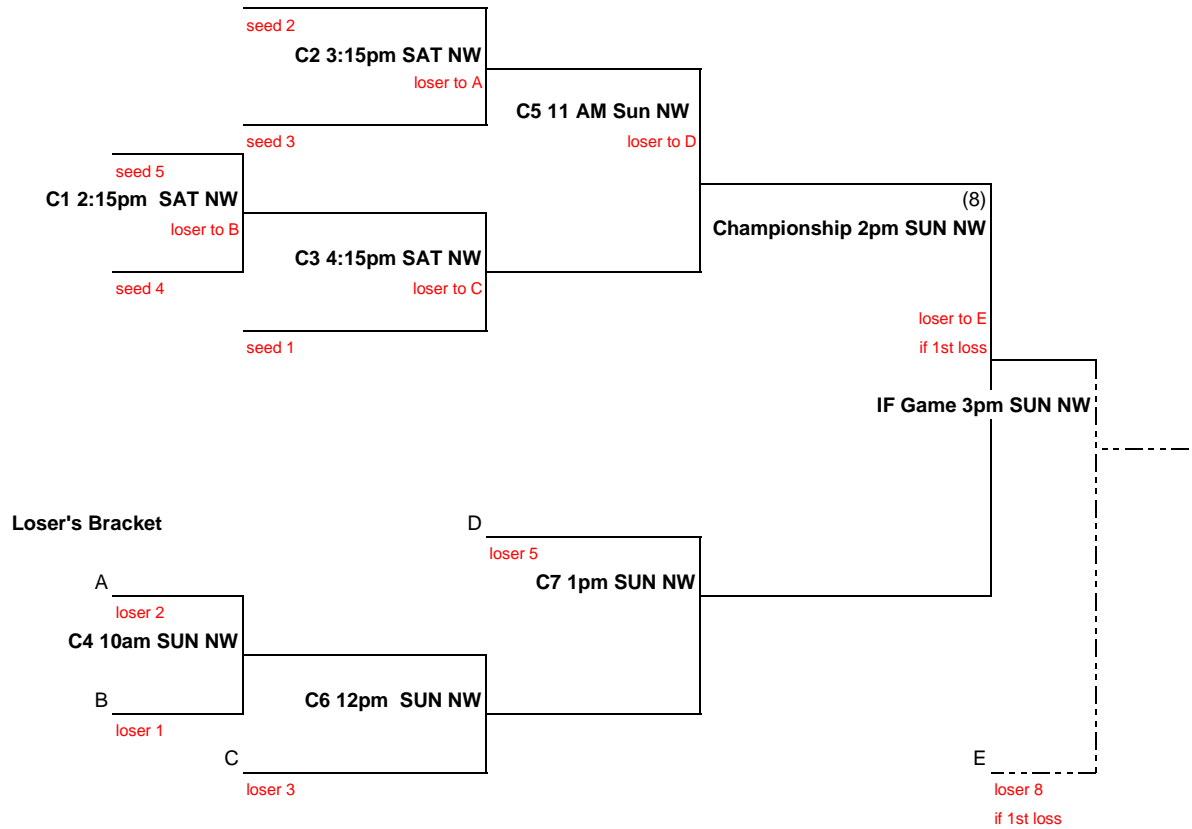 seed 2
C2 3:15pm SAT NW
loser to A
C5 11 AM Sun NW
seed 3
loser to D
seed 5
C1 2:15pm  SAT NW
(8)
loser to B
Championship 2pm SUN NW
C3 4:15pm SAT NW
seed 4
loser to C
loser to E
seed 1
if 1st loss
IF Game 3pm SUN NW
Loser's Bracket
D
loser 5
A
C7 1pm SUN NW
loser 2
C4 10am SUN NW
B
C6 12pm  SUN NW
loser 1
C
E
loser 3
loser 8
if 1st loss